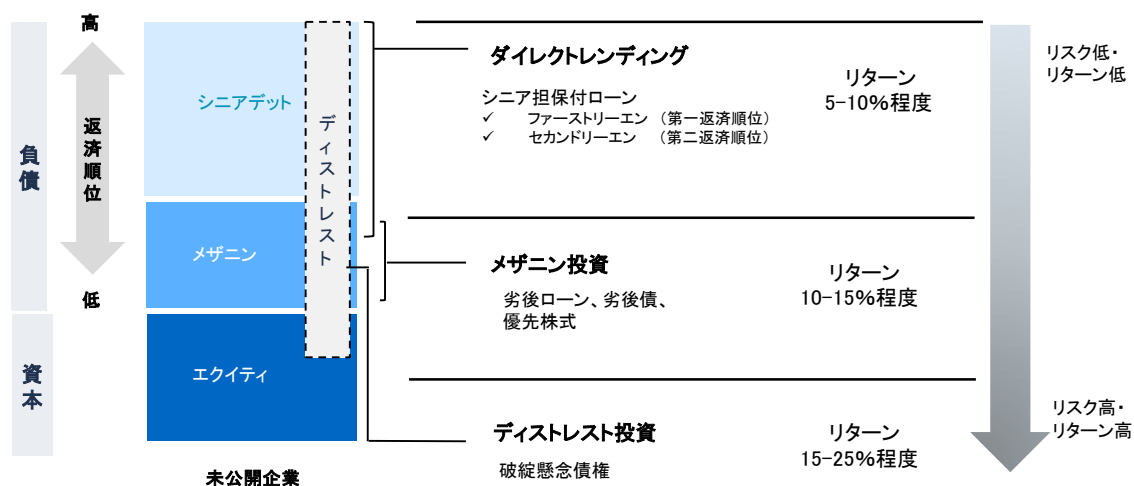 高
返済順位
低
負債
資本
シニアデット
メザニン
エクイティ
ディストレスト
未公開企業
ダイレクトレンディング
シニア担保付ローン
✓ ファーストリーエン （第一返済順位）
✓ セカンドリーエン （第二返済順位）
リターン
5-10%程度
メザニン投資
劣後ローン、劣後債、
優先株式
リターン
10-15%程度
ディストレスト投資
破綻懸念債権
リターン
15-25%程度
リスク低・
リターン低
リスク高・
リターン高